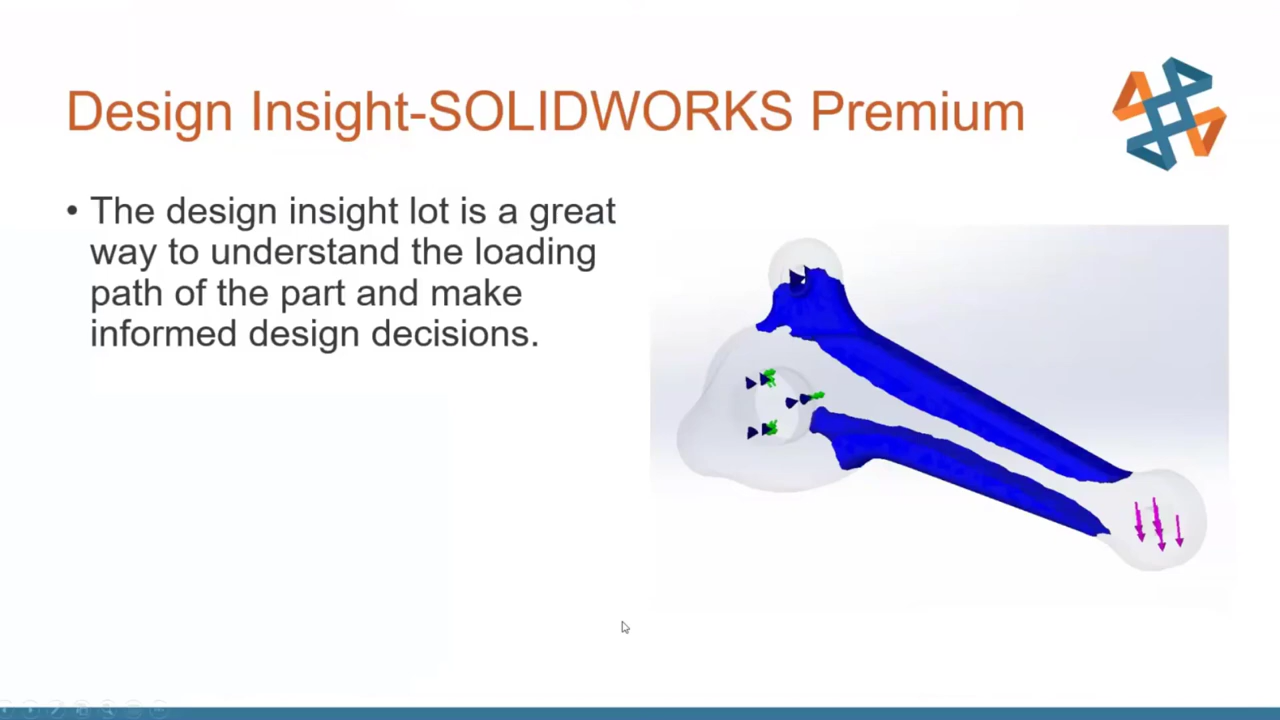 Design Insight-SOLIDWORKS Premium
• The design insight lot is a great
way to understand the loading
path of the part and make
informed design decisions.